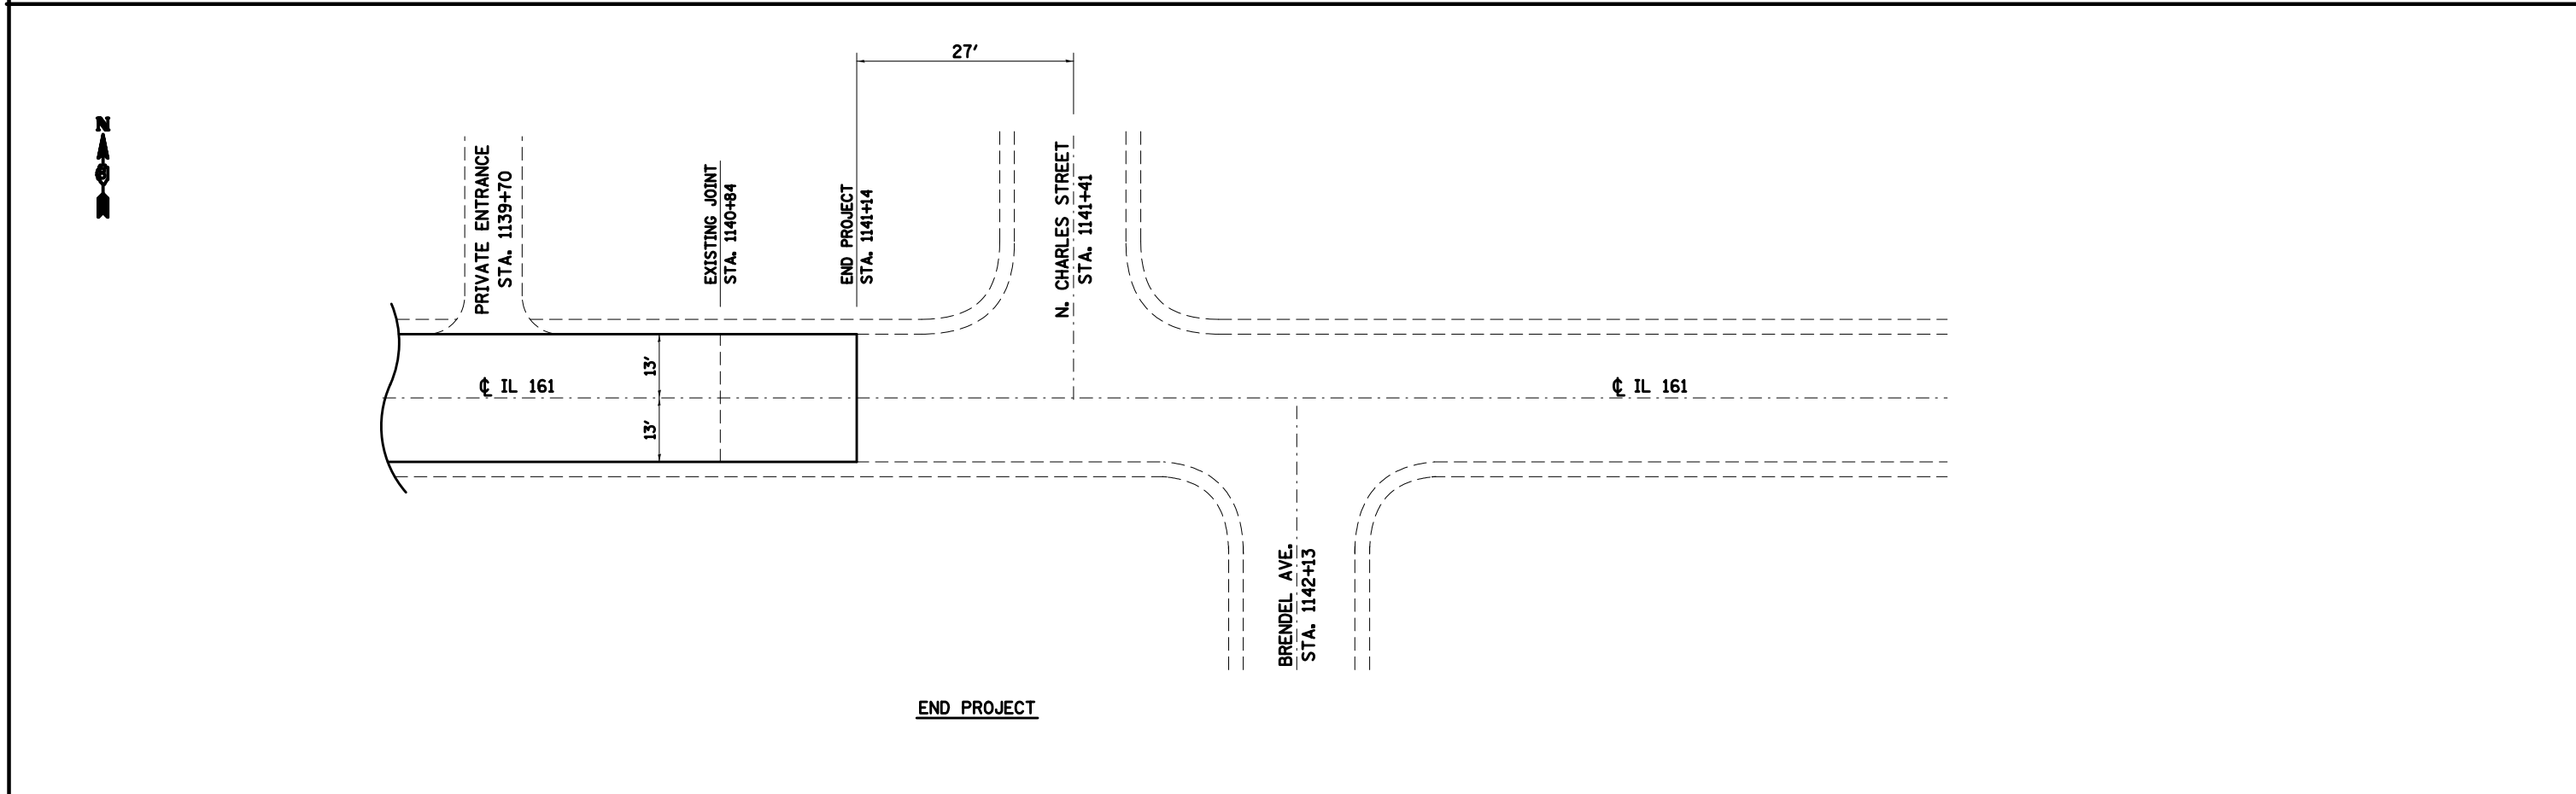 27'
N
PRIVATE ENTRANCE
STA. 1139+70
EXISTING JOINT
STA. 1140+84
END PROJECT
STA. 1141+14
N. CHARLES STREET
STA. 1141+41
13'
℄ IL 161
℄ IL 161
13'
BRENDEL AVE.
STA. 1142+13
END PROJECT